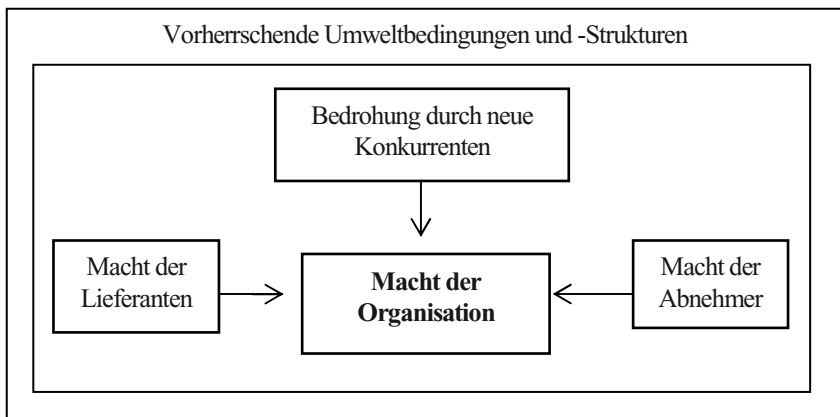 Vorherrschende Umweltbedingungen und -Strukturen
Bedrohung durch neue
Konkurrenten
Macht der
Lieferanten
Macht der
Organisation
Macht der
Abnehmer